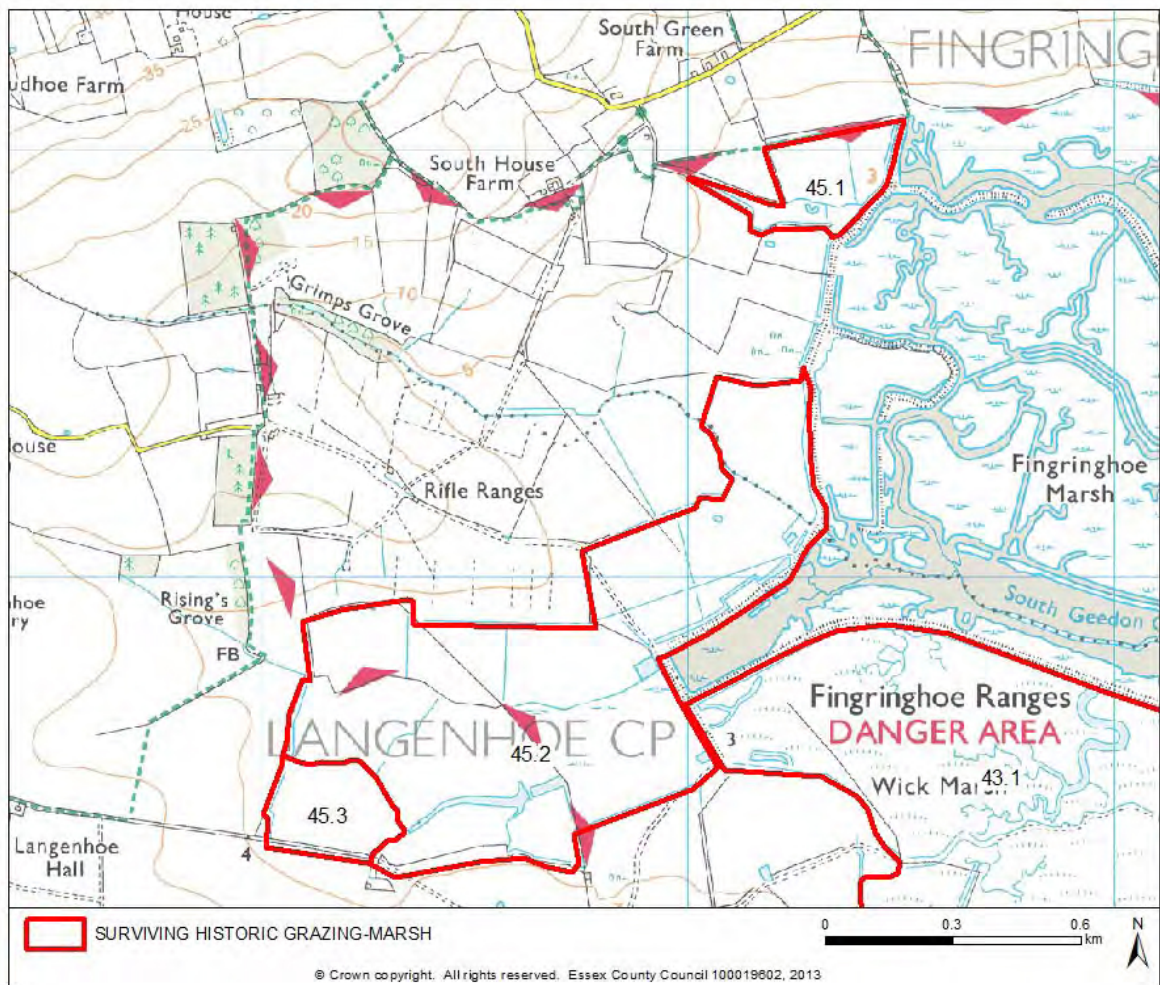 House
South Green
Farm
FINGRINGH
udhoe Farm
35
25
South House
Farm
3
45.1
20
15
10
Grimps Grove
5
ouse
Rifle Ranges
Fingringhoe
Marsh
Rising's
Grove
nhoe
ry
FB
South Geedon C
Fingringhoe Ranges
DANGER AREA
LANGENHOE CP
3
45.2
Wick Marsh
43.1
45.3
Langenhoe
Hall
4
SURVIVING HISTORIC GRAZING-MARSH
0 0.3 0.6
km
N
© Crown copyright. All rights reserved. Essex County Council 100019602, 2013